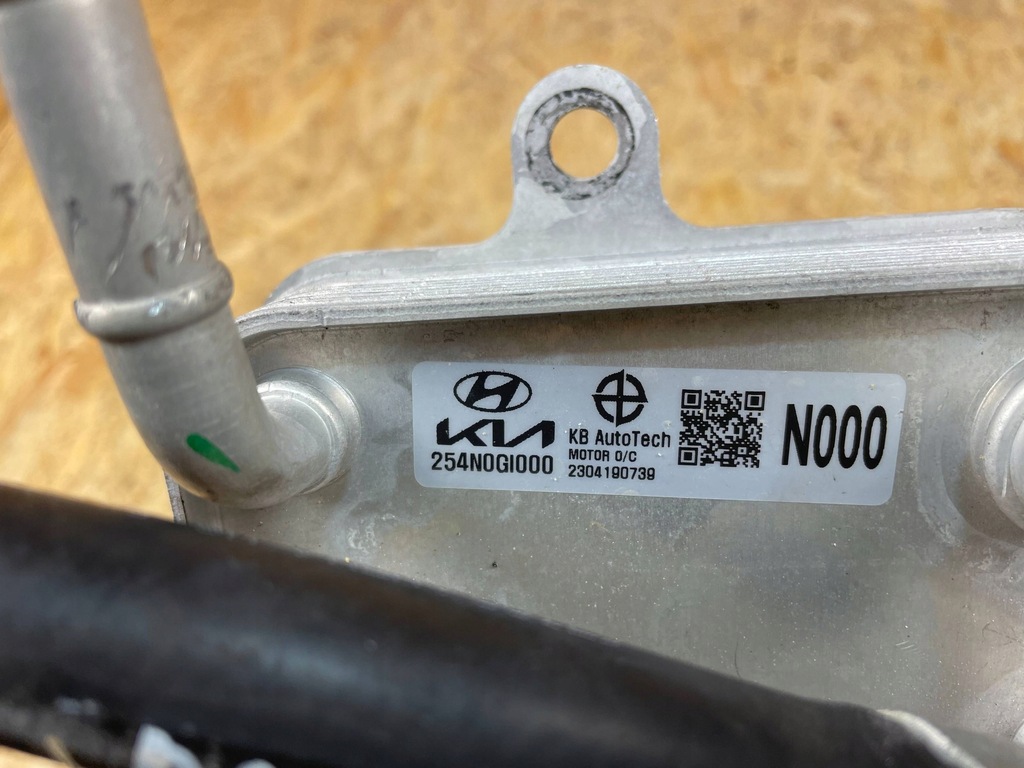 KIA
254N0GI000
KB AutoTech
MOTOR O/C
2304190739
N000